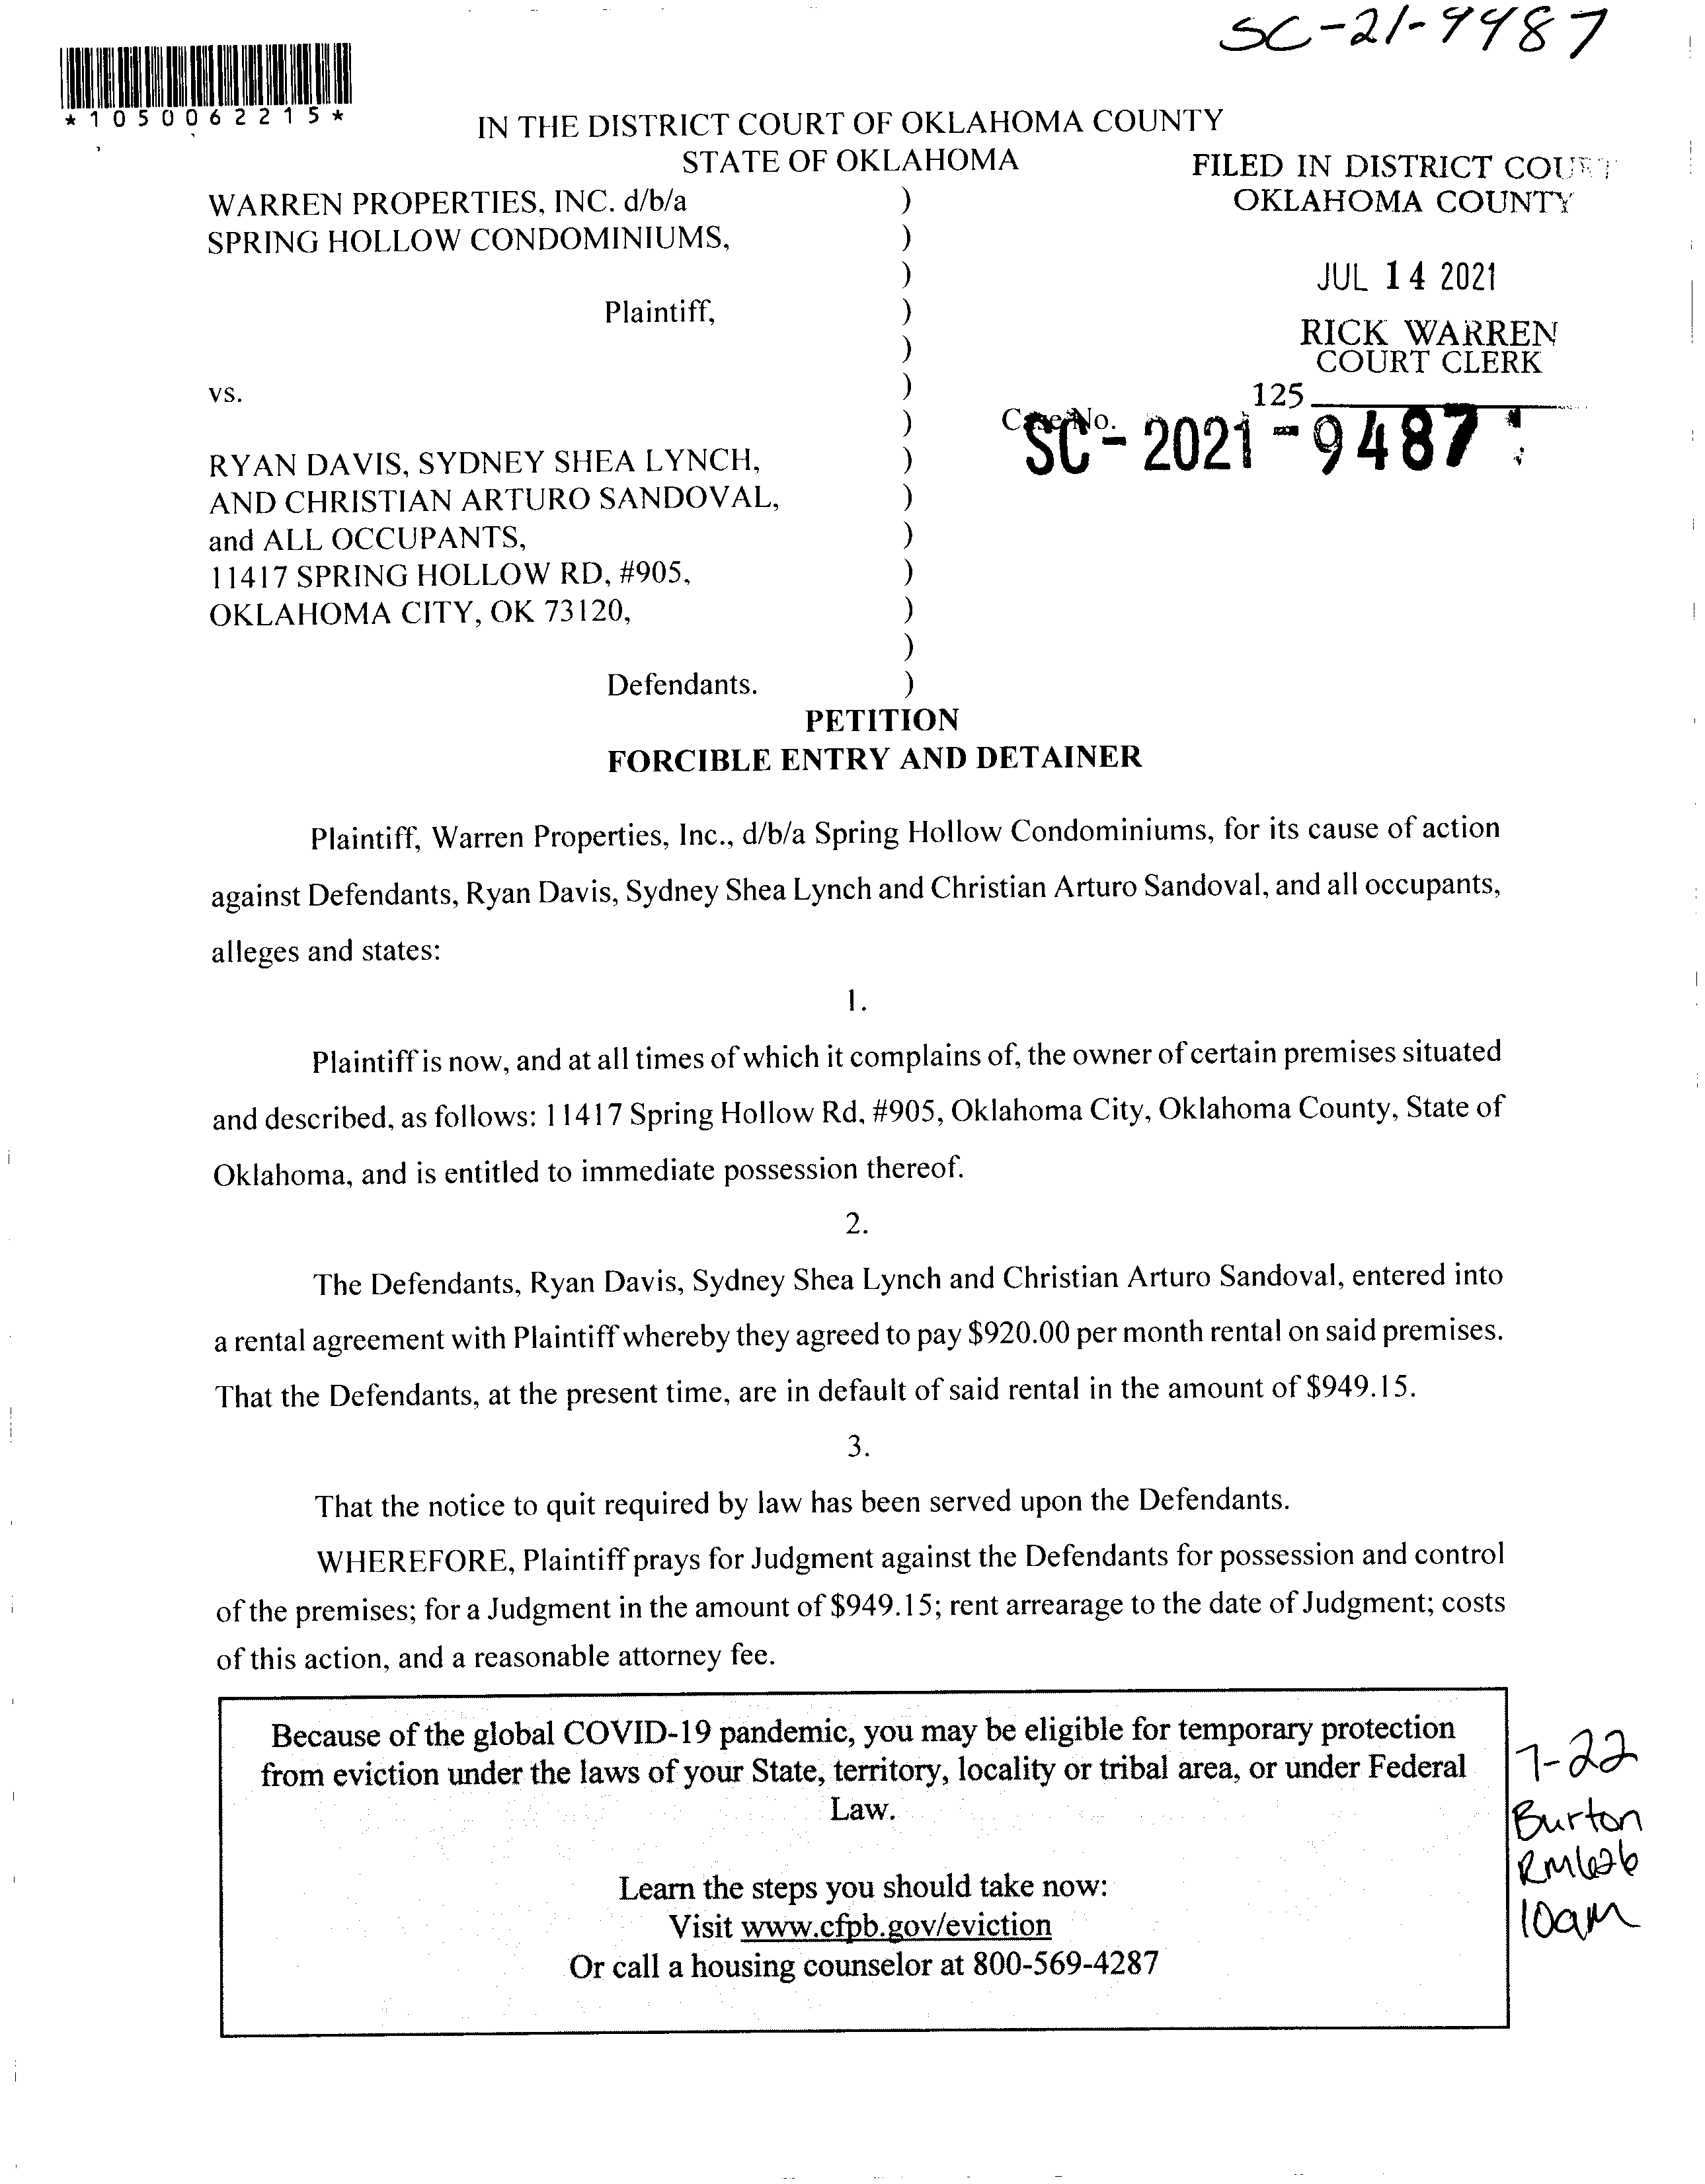 SC-21-9487
*1050062215*
IN THE DISTRICT COURT OF OKLAHOMA COUNTY
STATE OF OKLAHOMA
FILED IN DISTRICT COURT
OKLAHOMA COUNTY
JUL 14 2021
RICK WARREN
COURT CLERK
125
WARREN PROPERTIES, INC. d/b/a )
SPRING HOLLOW CONDOMINIUMS, )
)
Plaintiff, )
)
vs. )
) Case No. SC-2021-9487
RYAN DAVIS, SYDNEY SHEA LYNCH, )
AND CHRISTIAN ARTURO SANDOVAL, )
and ALL OCCUPANTS, )
11417 SPRING HOLLOW RD, #905, )
OKLAHOMA CITY, OK 73120, )
)
Defendants. )
PETITION
FORCIBLE ENTRY AND DETAINER
Plaintiff, Warren Properties, Inc., d/b/a Spring Hollow Condominiums, for its cause of action
against Defendants, Ryan Davis, Sydney Shea Lynch and Christian Arturo Sandoval, and all occupants,
alleges and states:
1.
Plaintiff is now, and at all times of which it complains of, the owner of certain premises situated
and described, as follows: 11417 Spring Hollow Rd, #905, Oklahoma City, Oklahoma County, State of
Oklahoma, and is entitled to immediate possession thereof.
2.
The Defendants, Ryan Davis, Sydney Shea Lynch and Christian Arturo Sandoval, entered into
a rental agreement with Plaintiff whereby they agreed to pay $920.00 per month rental on said premises.
That the Defendants, at the present time, are in default of said rental in the amount of $949.15.
3.
That the notice to quit required by law has been served upon the Defendants.
WHEREFORE, Plaintiff prays for Judgment against the Defendants for possession and control
of the premises; for a Judgment in the amount of $949.15; rent arrearage to the date of Judgment; costs
of this action, and a reasonable attorney fee.
Because of the global COVID-19 pandemic, you may be eligible for temporary protection
from eviction under the laws of your State, territory, locality or tribal area, or under Federal
Law.
Learn the steps you should take now:
Visit www.cfpb.gov/eviction
Or call a housing counselor at 800-569-4287
7-22
Burton
RM626
10am